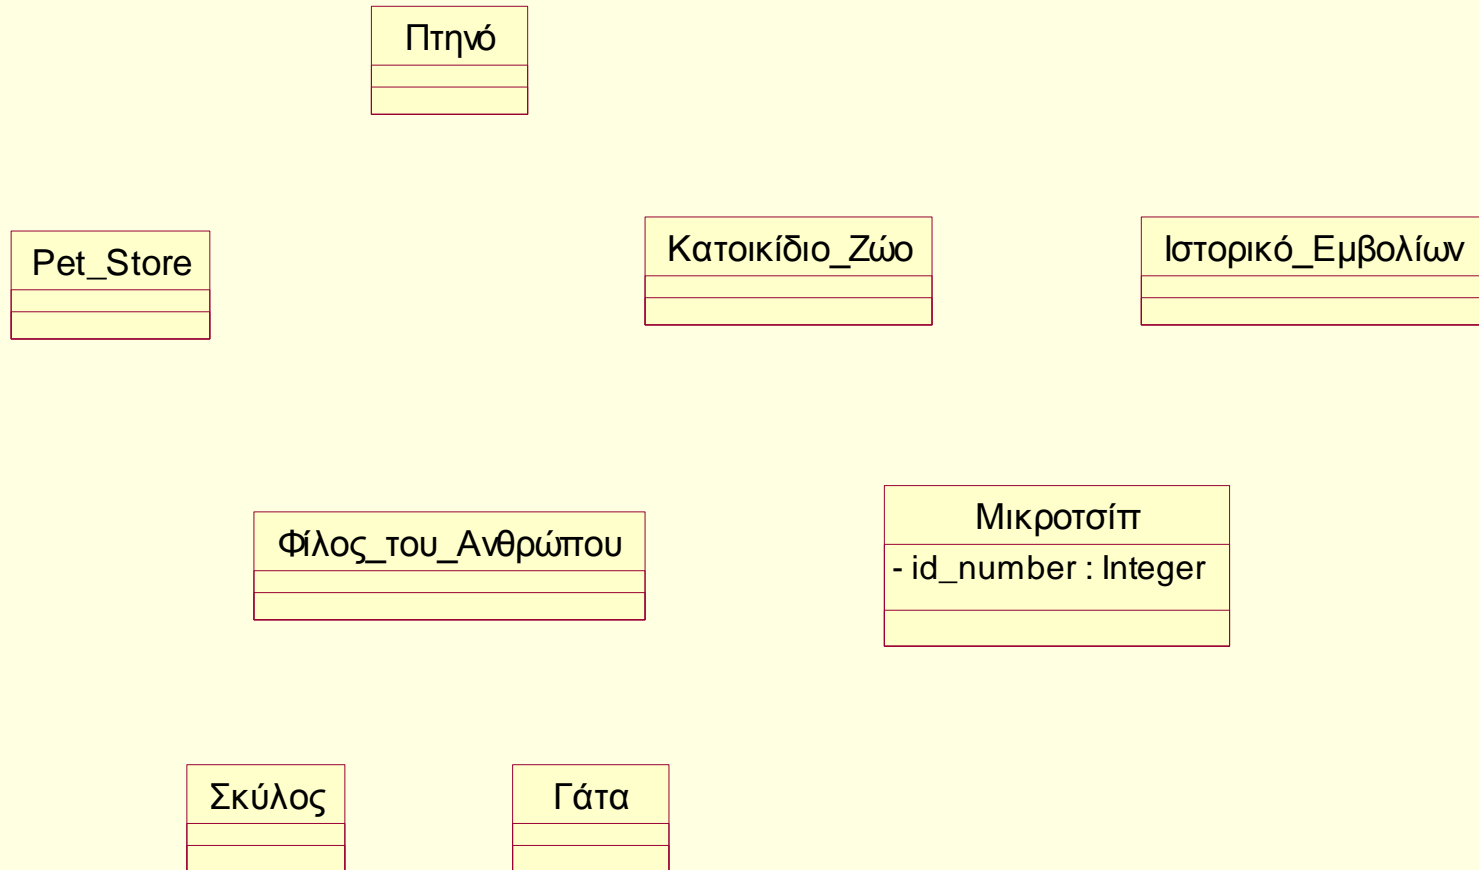 Πτηνό
Pet_Store
Κατοικίδιο_Ζώο
Ιστορικό_Εμβολίων
Φίλος_του_Ανθρώπου
Μικροτσίπ
- id_number : Integer
Σκύλος
Γάτα